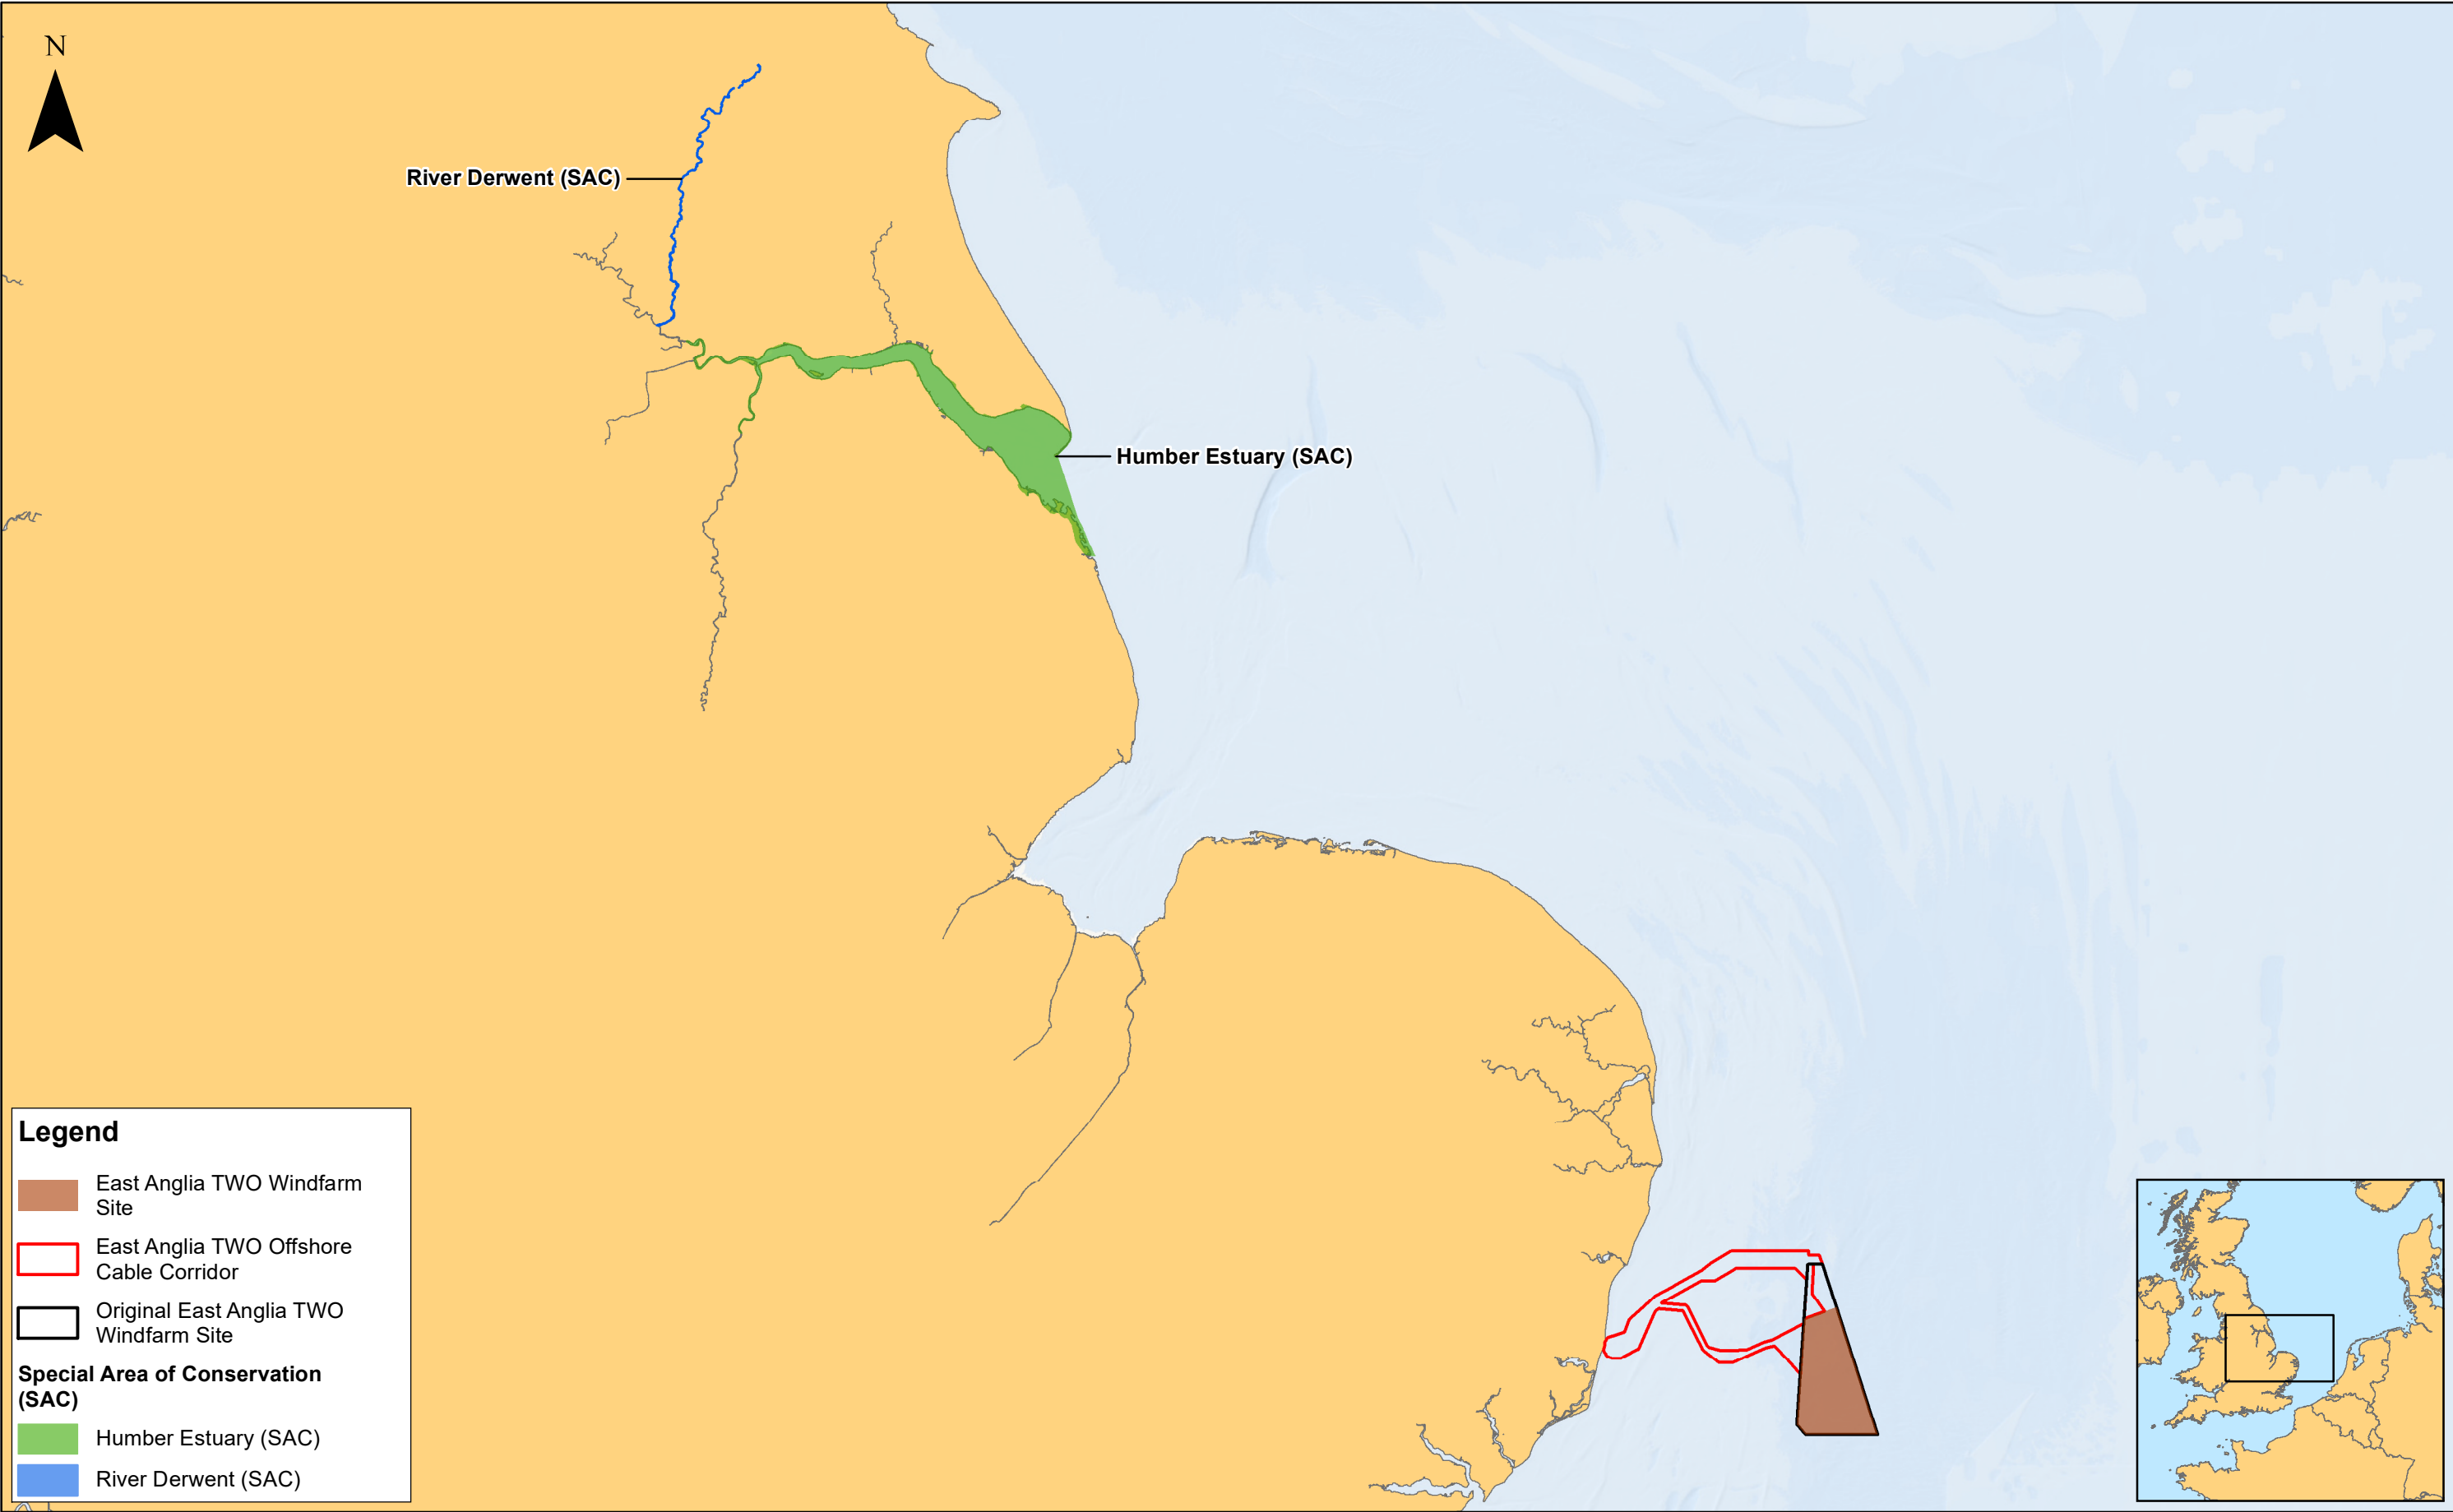 N
River Derwent (SAC)
Humber Estuary (SAC)
Legend
East Anglia TWO Windfarm
Site
East Anglia TWO Offshore
Cable Corridor
Original East Anglia TWO
Windfarm Site
Special Area of Conservation
(SAC)
Humber Estuary (SAC)
River Derwent (SAC)